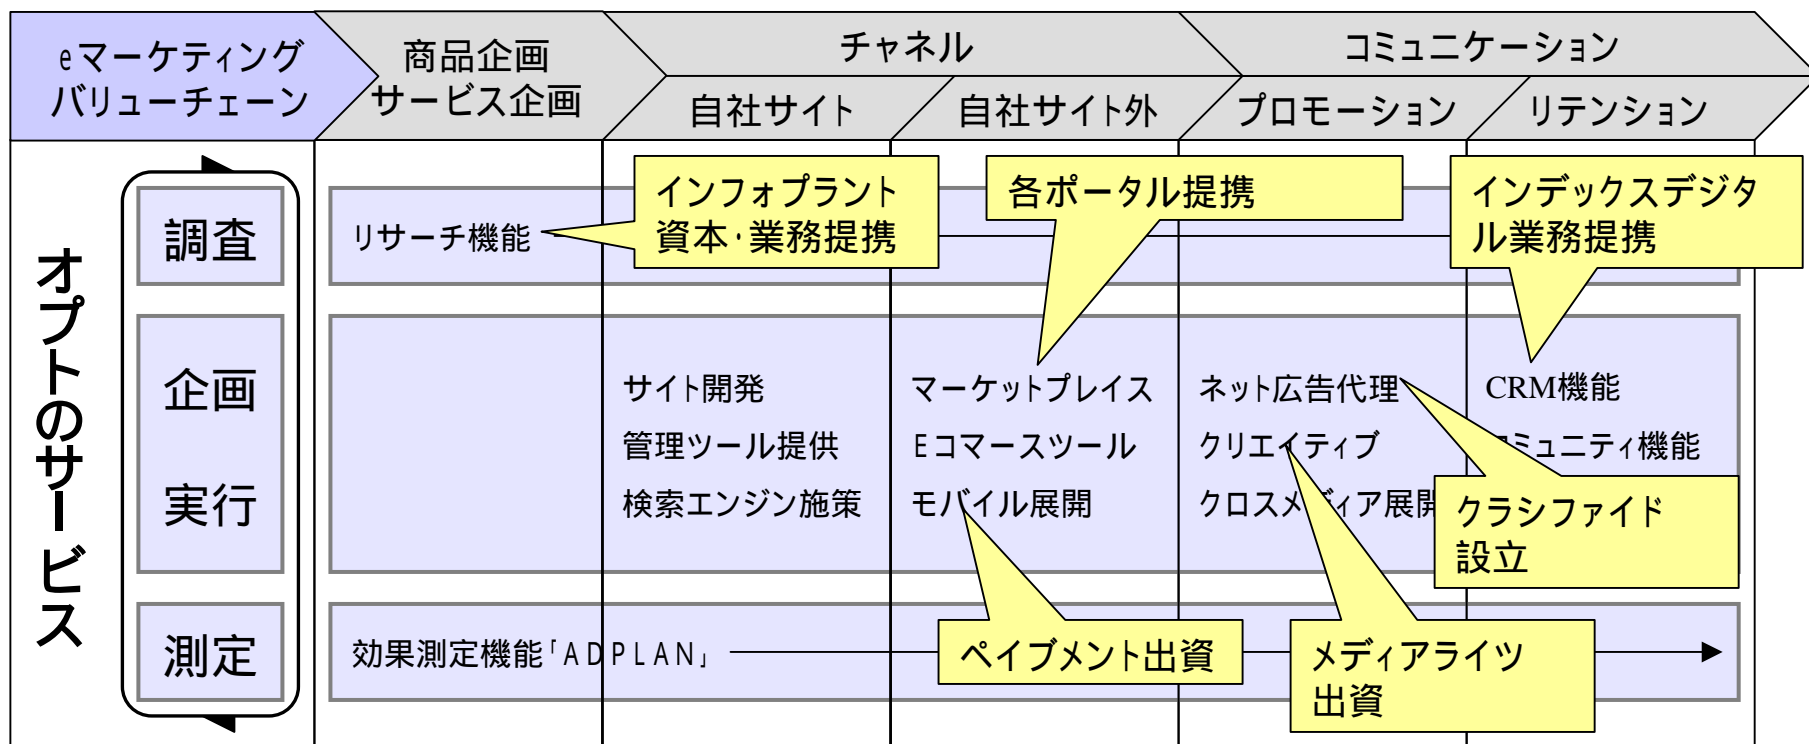 eマーケティング
バリューチェーン
商品企画
サービス企画
チャネル
コミュニケーション
自社サイト
自社サイト外
プロモーション
リテンション
オプトのサービス
調査
リサーチ機能
インフォプラント
資本・業務提携
各ポータル提携
インデックスデジタ
ル業務提携
企画
実行
サイト開発
管理ツール提供
検索エンジン施策
マーケットプレイス
Eコマースツール
モバイル展開
ネット広告代理
クリエイティブ
クロスメディア展開
CRM機能
コミュニティ機能
クラシファイド
設立
測定
効果測定機能「ADPLAN」
ペイブメント出資
メディアライツ
出資